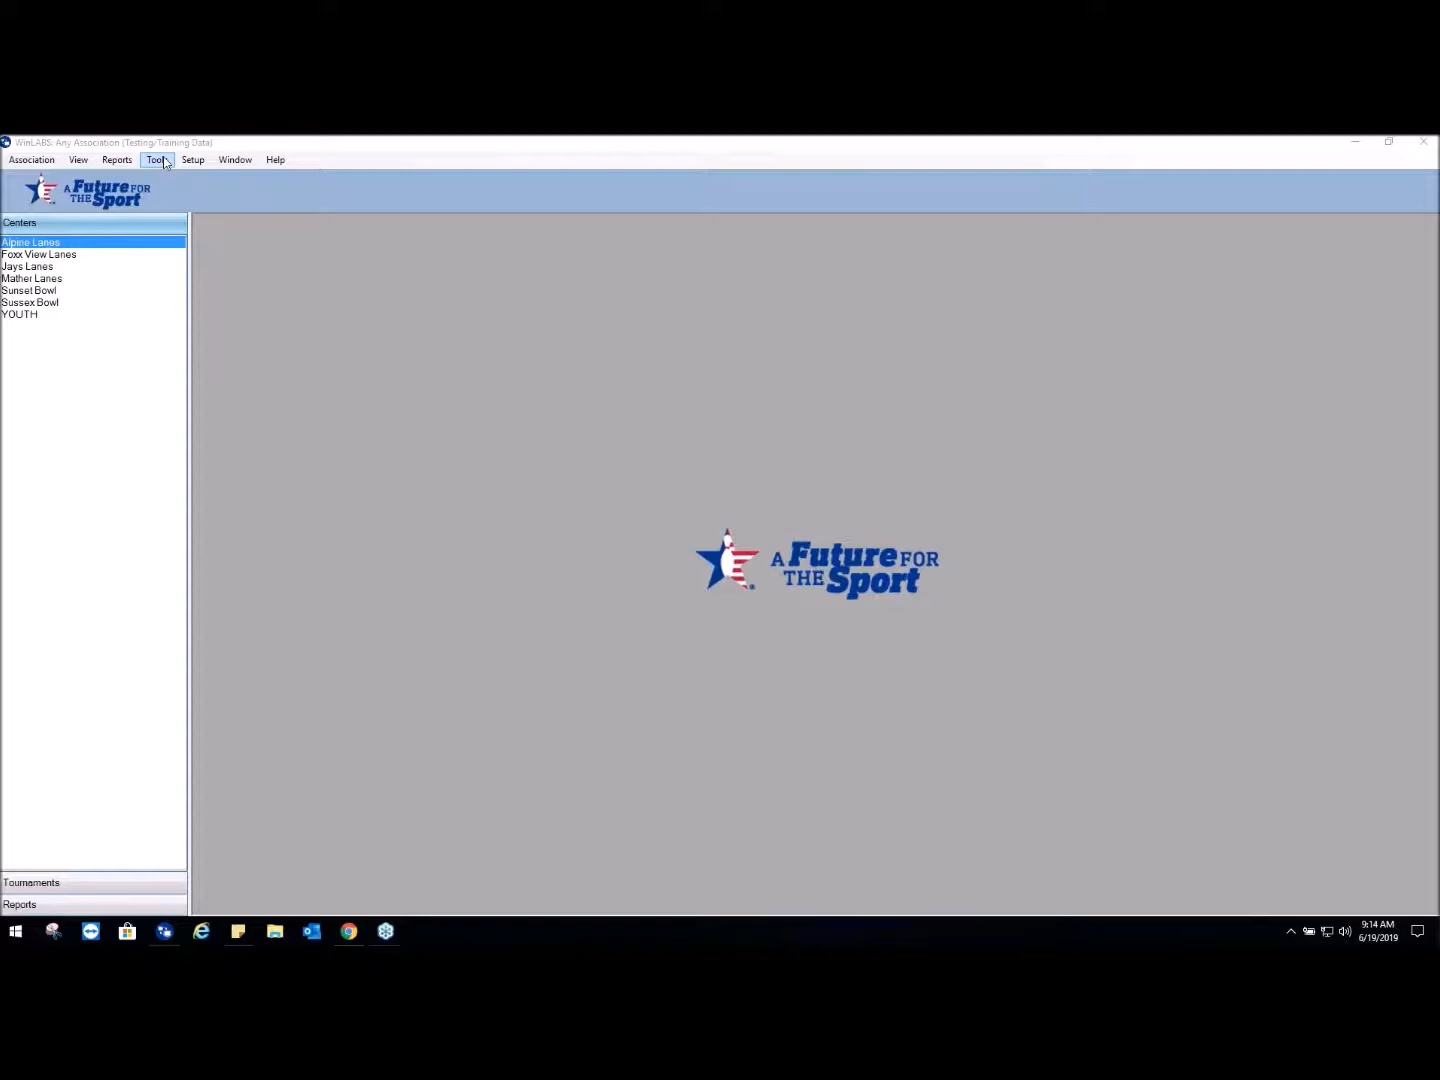 WinLABS: Any Association (Testing/Training Data)
Association View Reports Tools Setup Window Help
A Future FOR
THE Sport
Centers
Alpine Lanes
Foxx View Lanes
Jays Lanes
Mather Lanes
Sunset Bowl
Sussex Bowl
YOUTH
A Future FOR
THE Sport
Tournaments
Reports
9:14 AM
6/19/2019